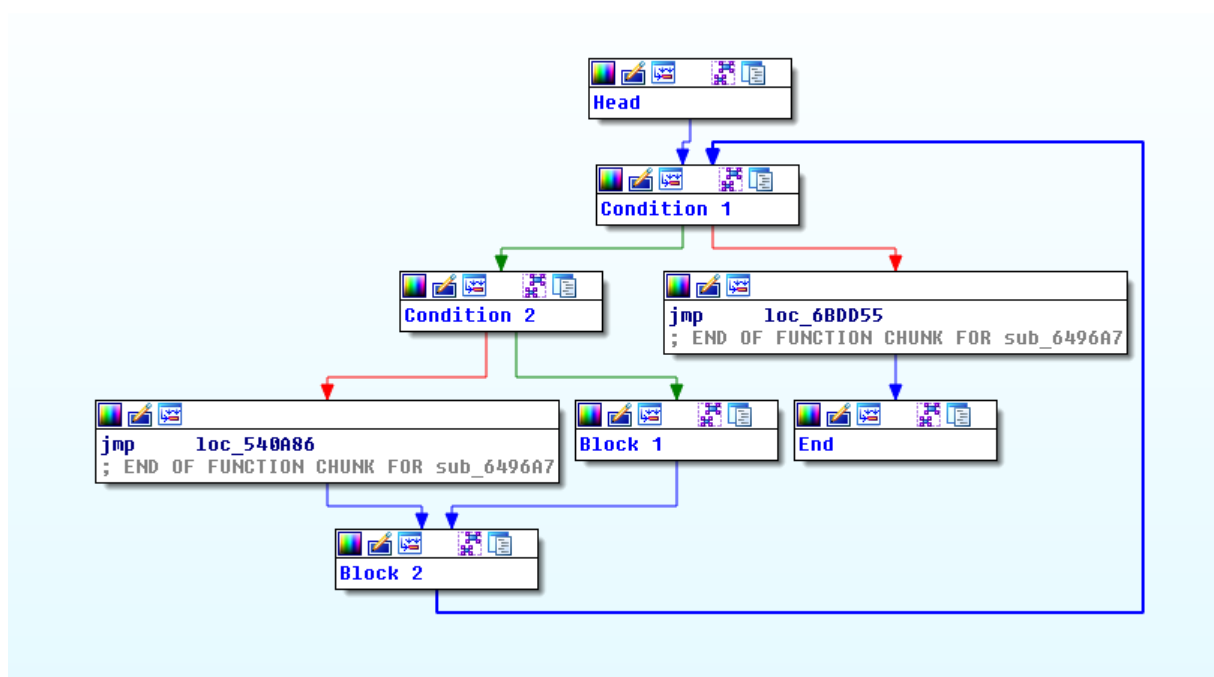 Head
Condition 1
Condition 2
jmp loc_6BDD55
; END OF FUNCTION CHUNK FOR sub_6496A7
jmp loc_540A86
; END OF FUNCTION CHUNK FOR sub_6496A7
Block 1
End
Block 2